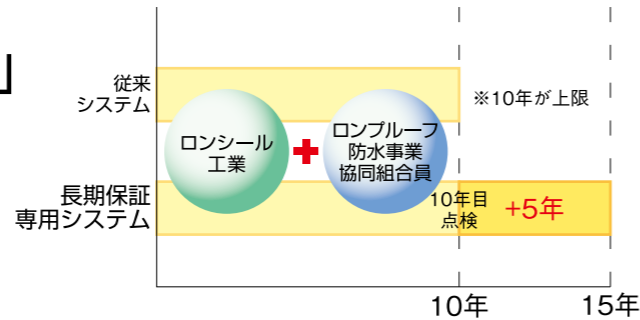 」
従来
システム
ロンシール
工業
+
ロンプルーフ
防水事業
協同組合員
※10年が上限
長期保証
専用システム
10年目
点検
+5年
10年
15年